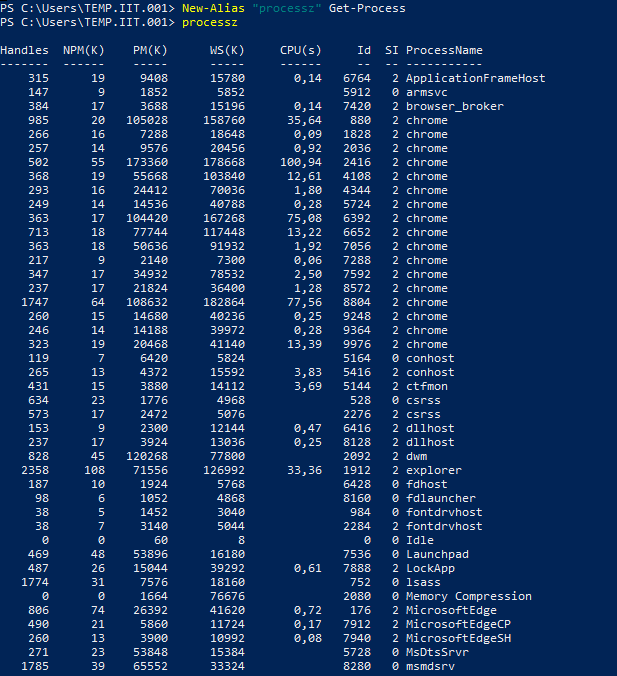 PS C:\Users\TEMP.IIT.001> New-Alias "processz" Get-Process
PS C:\Users\TEMP.IIT.001> processz
Handles  NPM(K)    PM(K)      WS(K)     CPU(s)     Id  SI ProcessName
-------  ------    -----      -----     ------     --  -- -----------
    315      19     9408      15780       0,14   6764   2 ApplicationFrameHost
    147       9     1852       5852              5912   0 armsvc
    384      17     3688      15196       0,14   7420   2 browser_broker
    985      20   105028     158760      35,64    880   2 chrome
    266      16     7288      18648       0,09   1828   2 chrome
    257      14     9576      20456       0,92   2036   2 chrome
    502      55   173360     178668     100,94   2416   2 chrome
    368      19    55668     103840      12,61   4108   2 chrome
    293      16    24412      70036       1,80   4344   2 chrome
    249      14    14536      40788       0,28   5724   2 chrome
    363      17   104420     167268      75,08   6392   2 chrome
    713      18    77744     117448      13,22   6652   2 chrome
    363      18    50636      91932       1,92   7056   2 chrome
    217       9     2140       7300       0,06   7288   2 chrome
    347      17    34932      78532       2,50   7592   2 chrome
    237      17    21824      36400       1,28   8572   2 chrome
   1747      64   108632     182864      77,56   8804   2 chrome
    260      15    14680      40236       0,25   9248   2 chrome
    246      14    14188      39972       0,28   9364   2 chrome
    323      19    20468      41140      13,39   9976   2 chrome
    119       7     6420       5824              5164   0 conhost
    265      13     4372      15592       3,83   5416   2 conhost
    431      15     3880      14112       3,69   5144   2 ctfmon
    634      23     1776       4968               528   0 csrss
    573      17     2472       5076              2276   2 csrss
    153       9     2300      12144       0,47   6416   2 dllhost
    237      17     3924      13036       0,25   8128   2 dllhost
    828      45   120268      77800              2092   2 dwm
   2358     108    71556     126992      33,36   1912   2 explorer
    187      10     1924       5768              6428   0 fdhost
     98       6     1052       4868              8160   0 fdlauncher
     38       5     1452       3040               984   0 fontdrvhost
     38       7     3140       5044              2284   2 fontdrvhost
      0       0       60          8                 0   0 Idle
    469      48    53896      16180              7536   0 Launchpad
    487      26    15044      39292       0,61   7888   2 LockApp
   1774      31     7576      18160               752   0 lsass
      0       0     1664      76676              2080   0 Memory Compression
    806      74    26392      41620       0,72    176   2 MicrosoftEdge
    490      21     5860      11724       0,17   7912   2 MicrosoftEdgeCP
    260      13     3900      10992       0,08   7940   2 MicrosoftEdgeSH
    271      23    53848      15384              5728   0 MsDtsSrvr
   1785      39    65552      33324              8280   0 msmdsrv